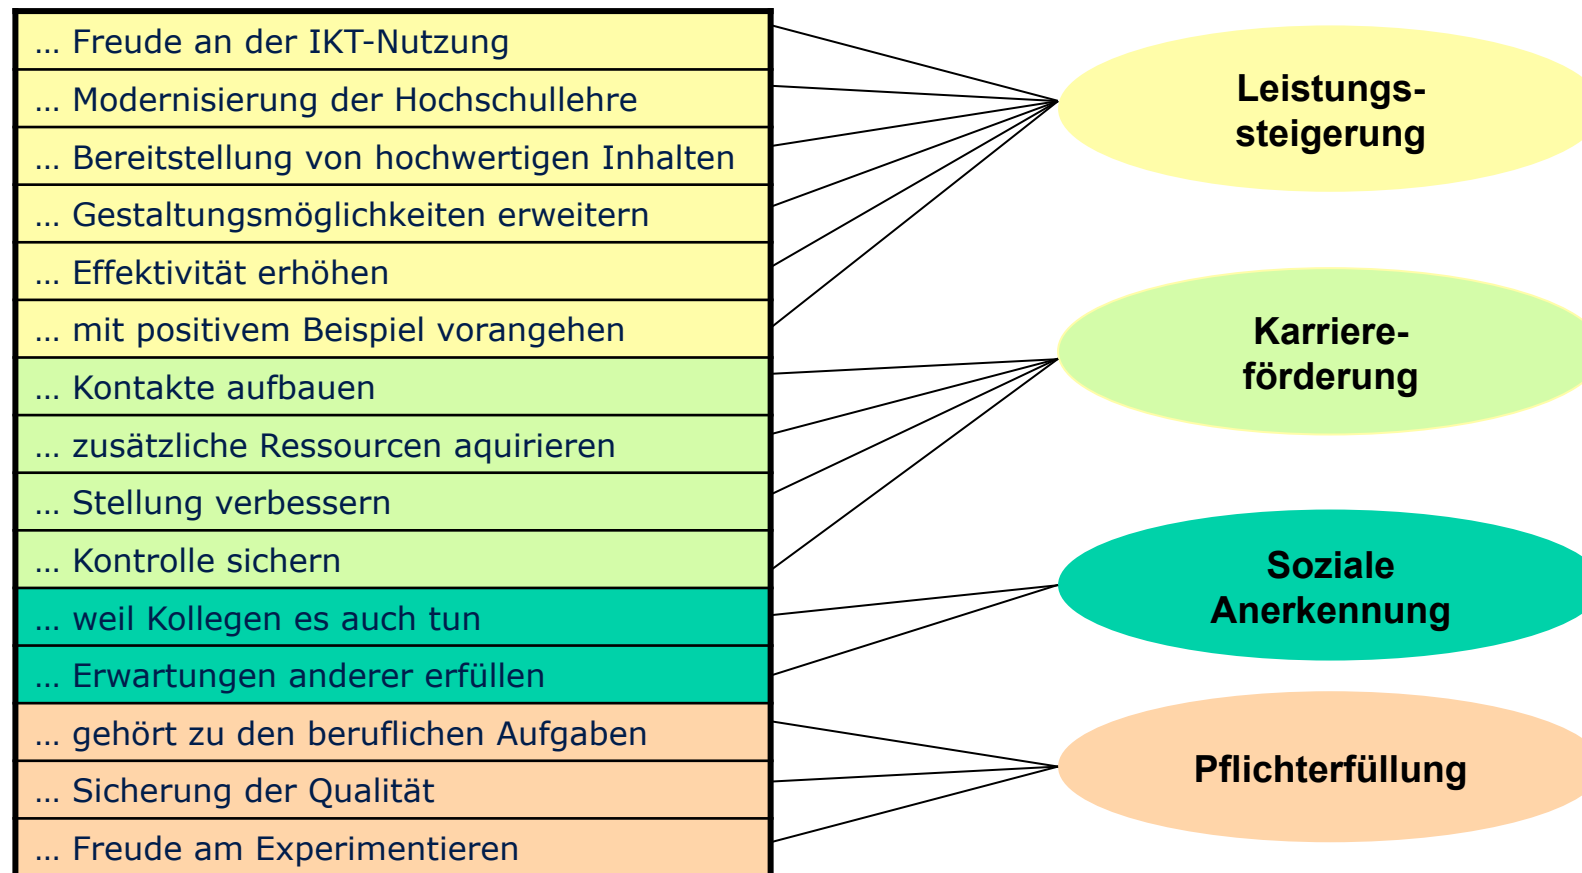 ... Freude an der IKT-Nutzung
... Modernisierung der Hochschullehre
... Bereitstellung von hochwertigen Inhalten
... Gestaltungsmöglichkeiten erweitern
... Effektivität erhöhen
... mit positivem Beispiel vorangehen
... Kontakte aufbauen
... zusätzliche Ressourcen aquirieren
... Stellung verbessern
... Kontrolle sichern
... weil Kollegen es auch tun
... Erwartungen anderer erfüllen
... gehört zu den beruflichen Aufgaben
... Sicherung der Qualität
... Freude am Experimentieren
Leistungs-
steigerung
Karriere-
förderung
Soziale
Anerkennung
Pflichterfüllung